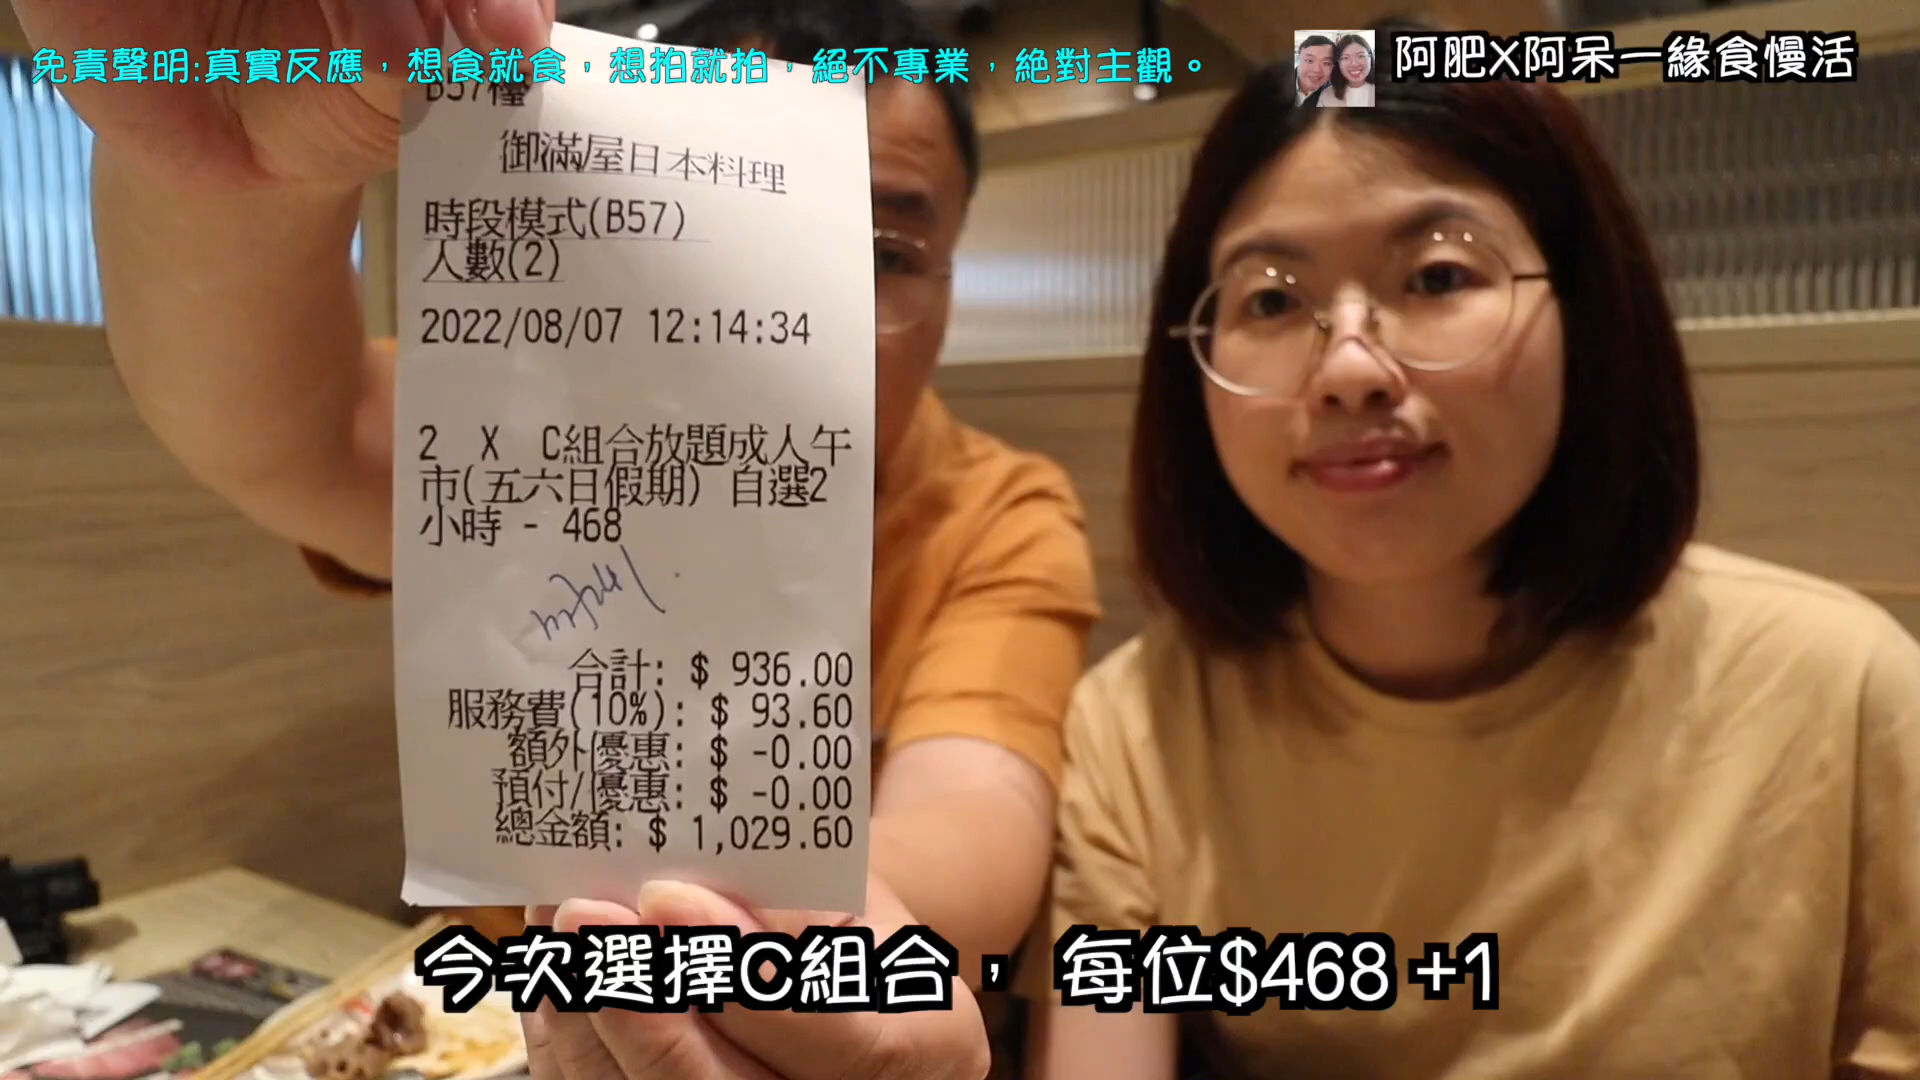 免責聲明:真實反應，想食就食，想拍就拍，絕不專業，絶對主觀。
阿肥X阿呆一緣食慢活
B57檯
御滿屋日本料理
時段模式(B57)
人數(2)
2022/08/07 12:14:34
2 X C組合放題成人午
市(五六日假期) 自選2
小時 - 468
合計: $ 936.00
服務費(10%): $ 93.60
額外優惠: $ -0.00
預付/優惠: $ -0.00
總金額: $ 1,029.60
今次選擇C組合， 每位$468 +1